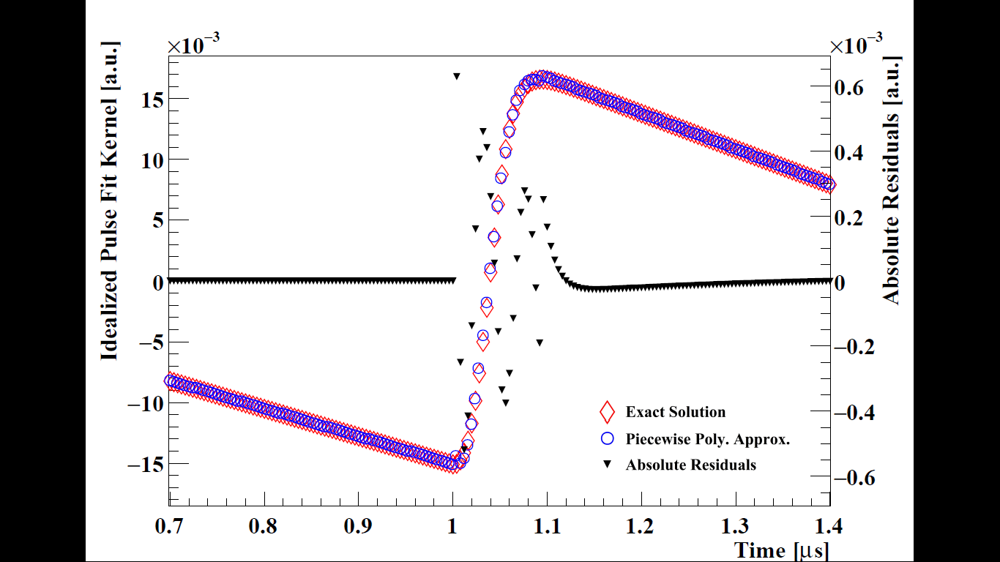 ×10⁻³ ×10⁻³
Idealized Pulse Fit Kernel [a.u.]
15
10
5
0
−5
−10
−15
0.6
0.4
0.2
0
−0.2
−0.4
−0.6
Absolute Residuals [a.u.]
Exact Solution
Piecewise Poly. Approx.
Absolute Residuals
0.7 0.8 0.9 1 1.1 1.2 1.3 1.4
Time [μs]